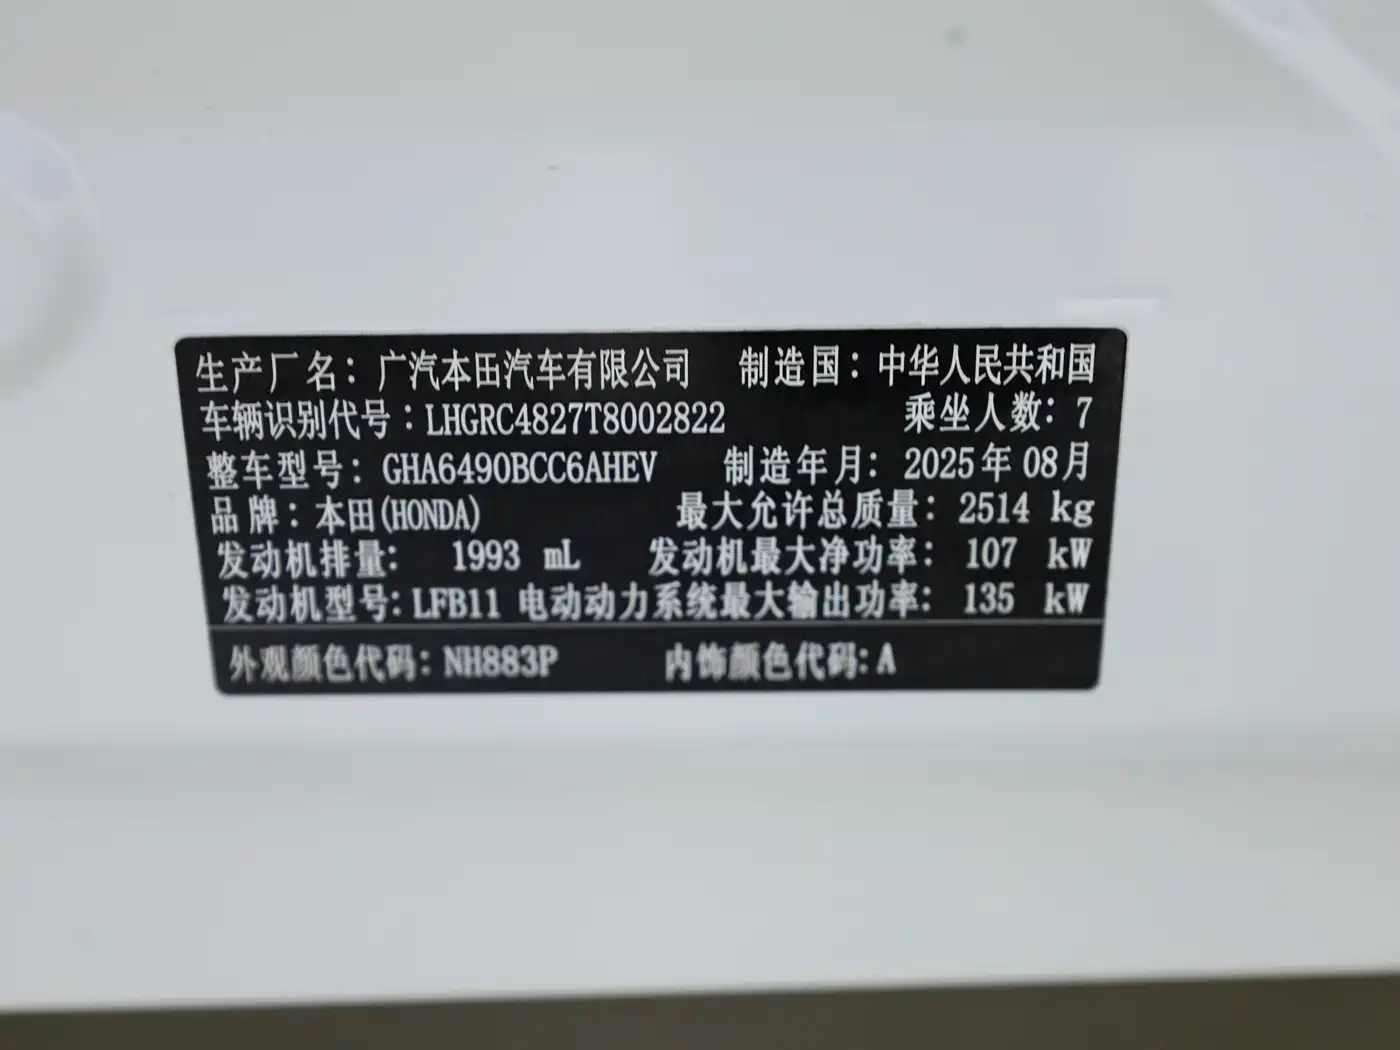 生产厂名：广汽本田汽车有限公司 制造国：中华人民共和国
车辆识别代号：LHGRC4827T8002822 乘坐人数：7
整车型号：GHA6490BCC6AHEV 制造年月：2025年08月
品牌：本田(HONDA) 最大允许总质量：2514 kg
发动机排量： 1993 mL 发动机最大净功率：107 kW
发动机型号：LFB11 电动动力系统最大输出功率：135 kW
外观颜色代码：NH883P 内饰颜色代码：A